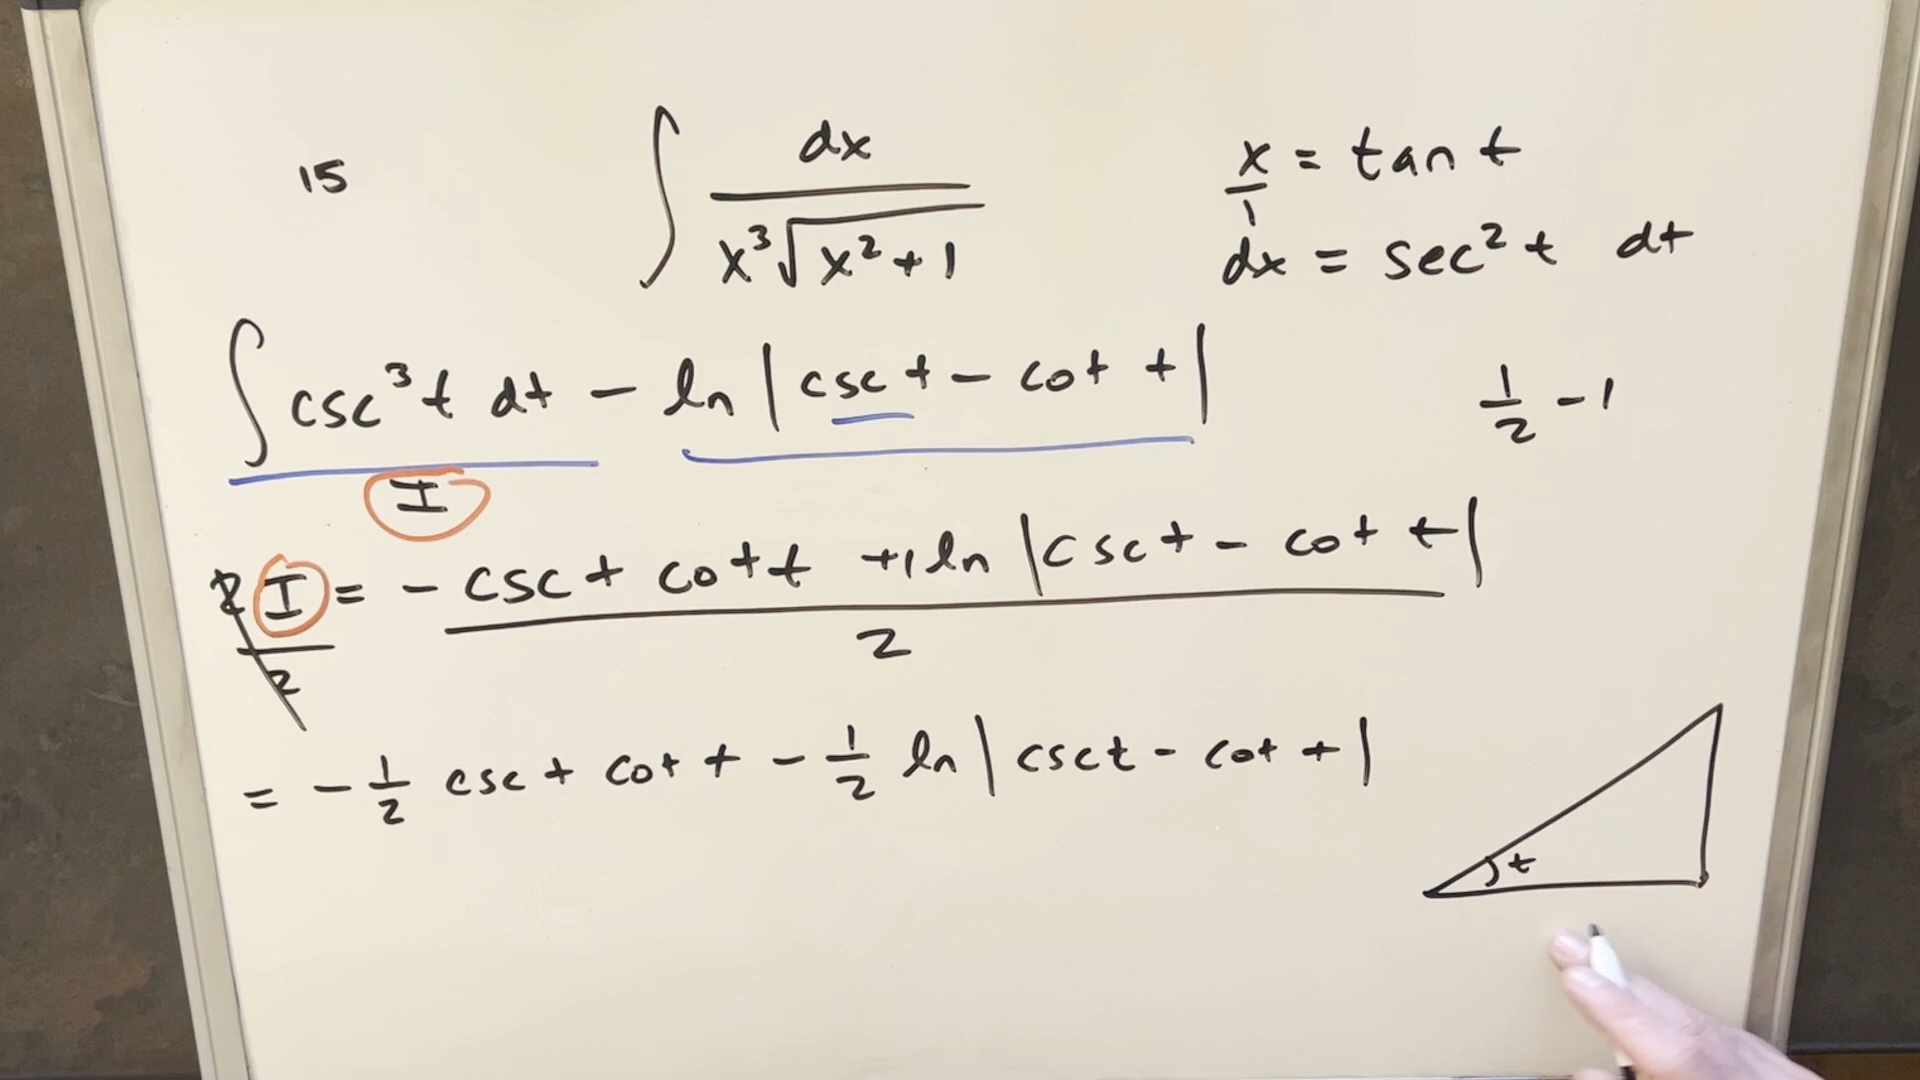 15
∫ dx / x³√x²+1
x/1 = tan t
dx = sec² t dt
∫ csc³t dt − ln |csc t − cot t|
1/2 − 1
I
2I/2 = −csc t cot t +1 ln |csc t − cot t| / 2
= −1/2 csc t cot t − 1/2 ln |csc t − cot t|
t